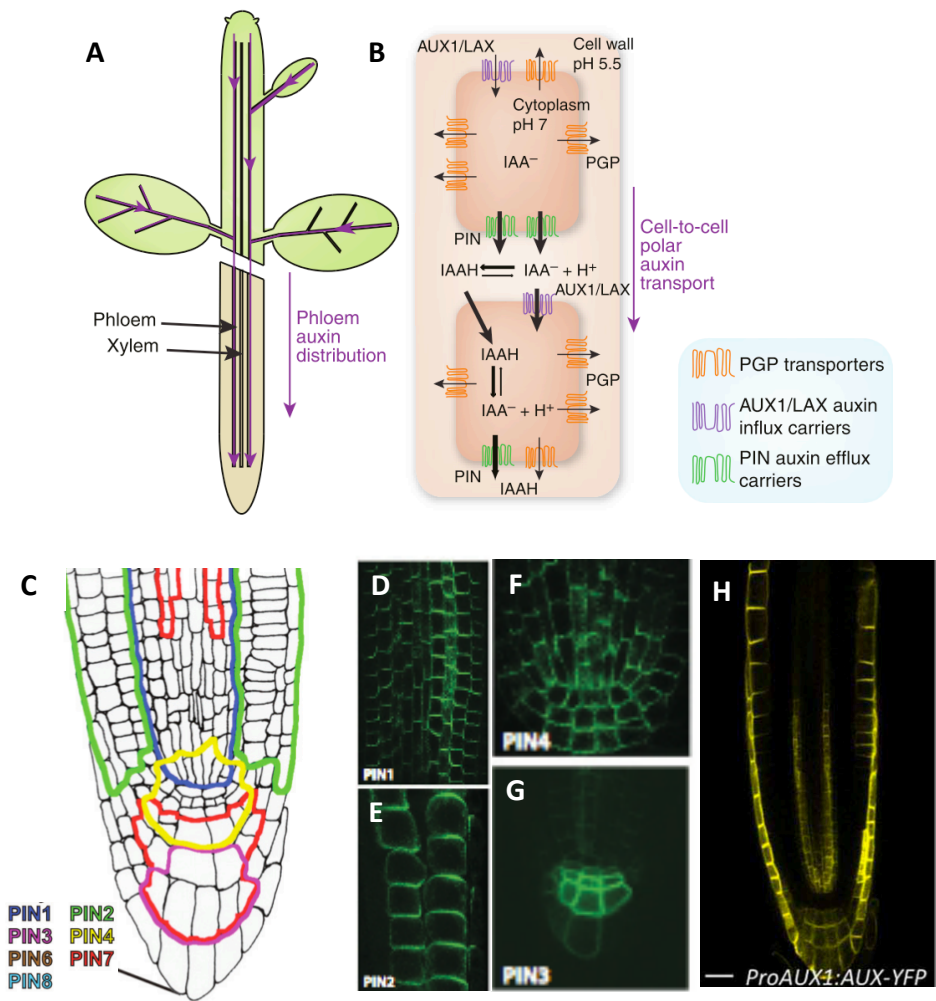 A
Phloem
Xylem
Phloem
auxin
distribution
B
AUX1/LAX
Cell wall
pH 5.5
Cytoplasm
pH 7
IAA⁻
PGP
PIN
IAAH
IAA⁻ + H⁺
AUX1/LAX
Cell-to-cell
polar
auxin
transport
IAAH
PGP
IAA⁻ + H⁺
PIN
IAAH
PGP transporters
AUX1/LAX auxin
influx carriers
PIN auxin efflux
carriers
C
PIN1 PIN2
PIN3 PIN4
PIN6 PIN7
PIN8
D
PIN1
E
PIN2
F
PIN4
G
PIN3
H
ProAUX1:AUX-YFP